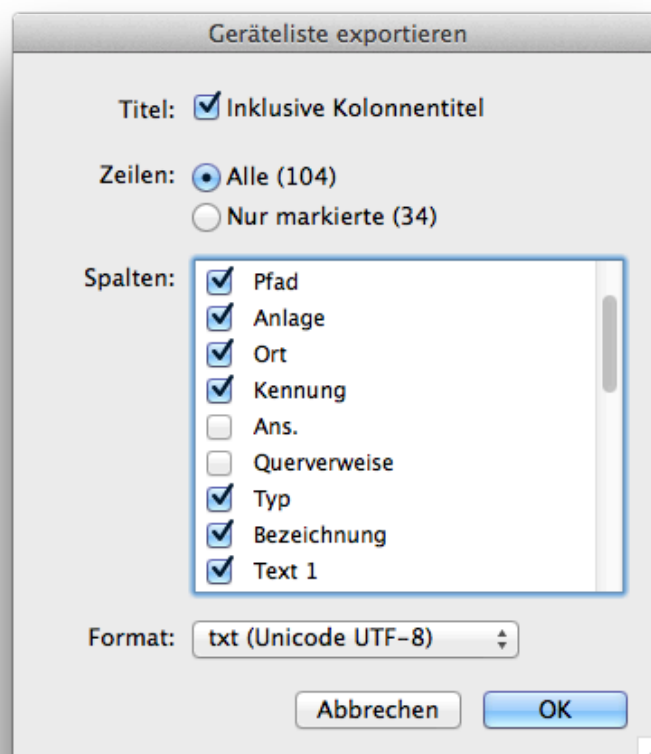 Geräteliste exportieren
Titel: Inklusive Kolonnentitel
Zeilen: Alle (104)
Nur markierte (34)
Spalten: Pfad
Anlage
Ort
Kennung
Ans.
Querverweise
Typ
Bezeichnung
Text 1
Format: txt (Unicode UTF-8)
Abbrechen OK